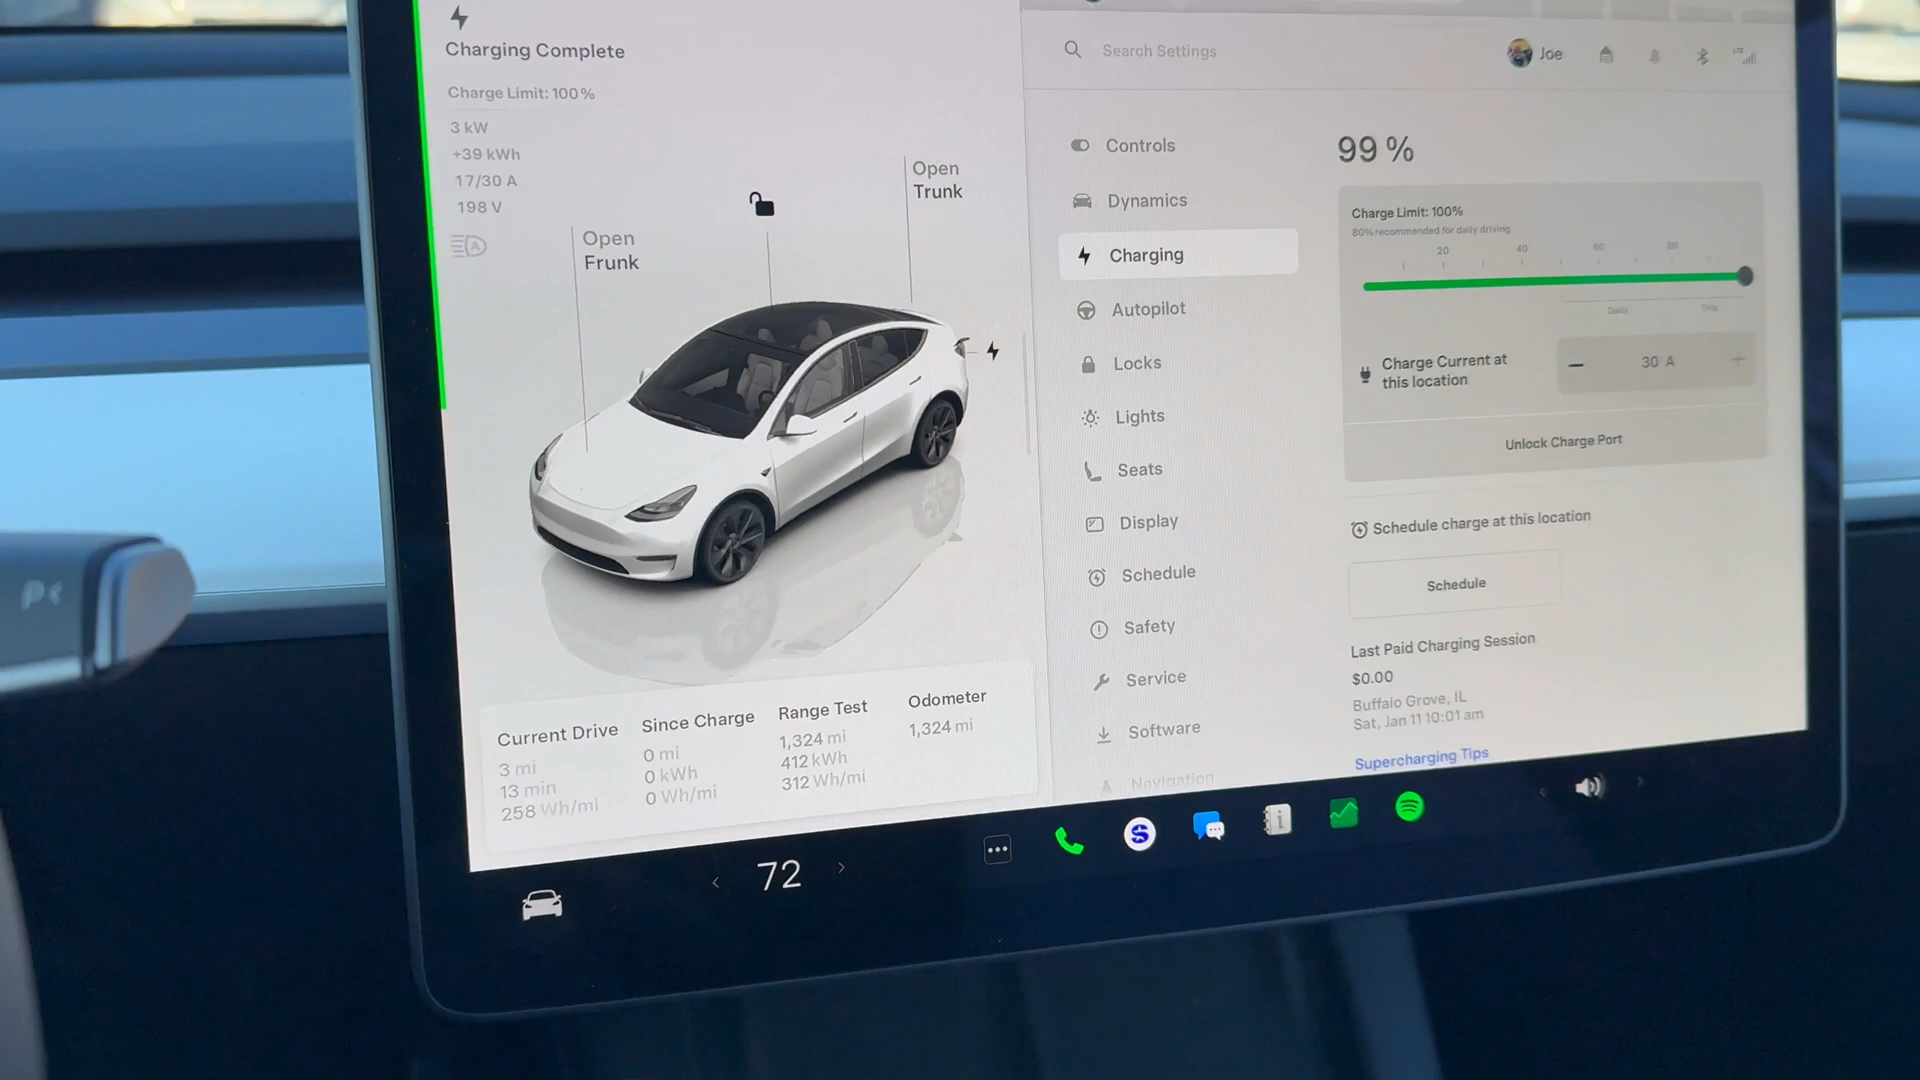 Charging Complete
Charge Limit: 100%
3 kW
+39 kWh
17/30 A
198 V
A
Open
Frunk
Open
Trunk
Current Drive
3 mi
13 min
258 Wh/mi
Since Charge
0 mi
0 kWh
0 Wh/mi
Range Test
1,324 mi
412 kWh
312 Wh/mi
Odometer
1,324 mi
Search Settings
Joe
LTE
Controls
Dynamics
Charging
Autopilot
Locks
Lights
Seats
Display
Schedule
Safety
Service
Software
Navigation
99 %
Charge Limit: 100%
80% recommended for daily driving
20 40 60 80
Daily Trip
Charge Current at
this location
30 A
Unlock Charge Port
Schedule charge at this location
Schedule
Last Paid Charging Session
$0.00
Buffalo Grove, IL
Sat, Jan 11 10:01 am
Supercharging Tips
72
S
i
P